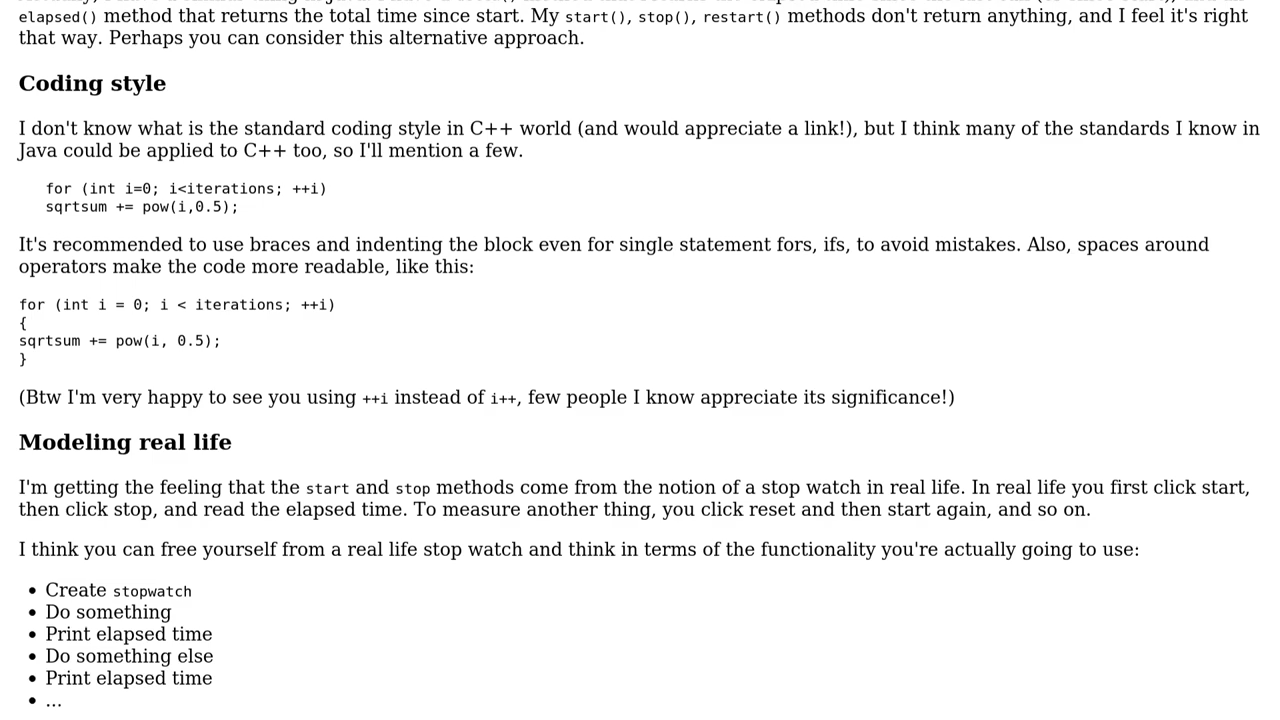 elapsed() method that returns the total time since start. My start(), stop(), restart() methods don't return anything, and I feel it's right
that way. Perhaps you can consider this alternative approach.
Coding style
I don't know what is the standard coding style in C++ world (and would appreciate a link!), but I think many of the standards I know in
Java could be applied to C++ too, so I'll mention a few.
for (int i=0; i<iterations; ++i)
sqrtsum += pow(i,0.5);
It's recommended to use braces and indenting the block even for single statement fors, ifs, to avoid mistakes. Also, spaces around
operators make the code more readable, like this:
for (int i = 0; i < iterations; ++i)
{
sqrtsum += pow(i, 0.5);
}
(Btw I'm very happy to see you using ++i instead of i++, few people I know appreciate its significance!)
Modeling real life
I'm getting the feeling that the start and stop methods come from the notion of a stop watch in real life. In real life you first click start,
then click stop, and read the elapsed time. To measure another thing, you click reset and then start again, and so on.
I think you can free yourself from a real life stop watch and think in terms of the functionality you're actually going to use:
• Create stopwatch
• Do something
• Print elapsed time
• Do something else
• Print elapsed time
• ...